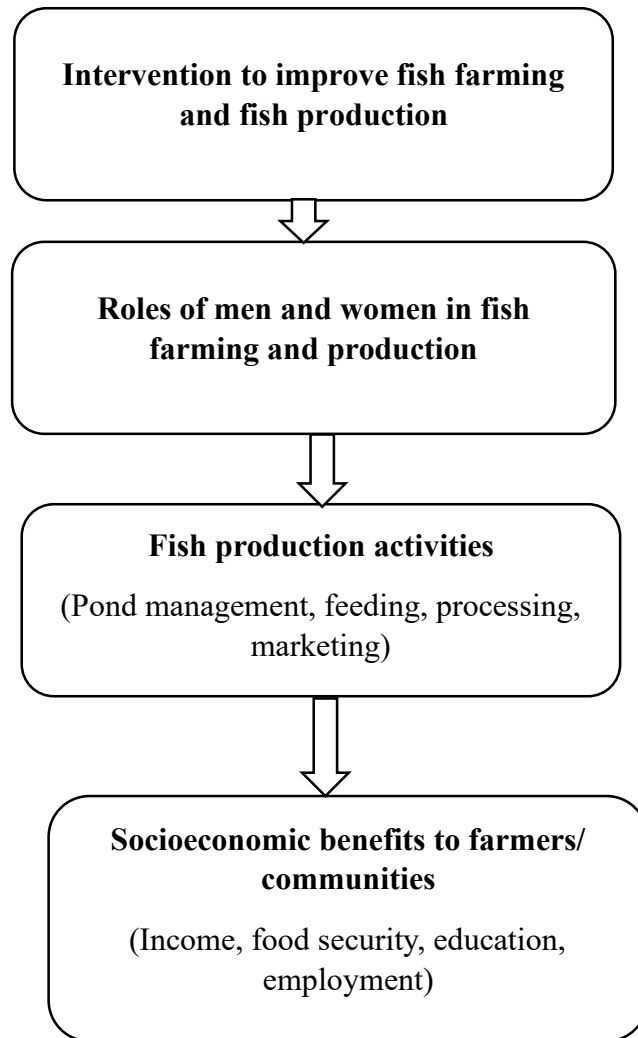 Intervention to improve fish farming
and fish production
Roles of men and women in fish
farming and production
Fish production activities
(Pond management, feeding, processing,
marketing)
Socioeconomic benefits to farmers/
communities
(Income, food security, education,
employment)